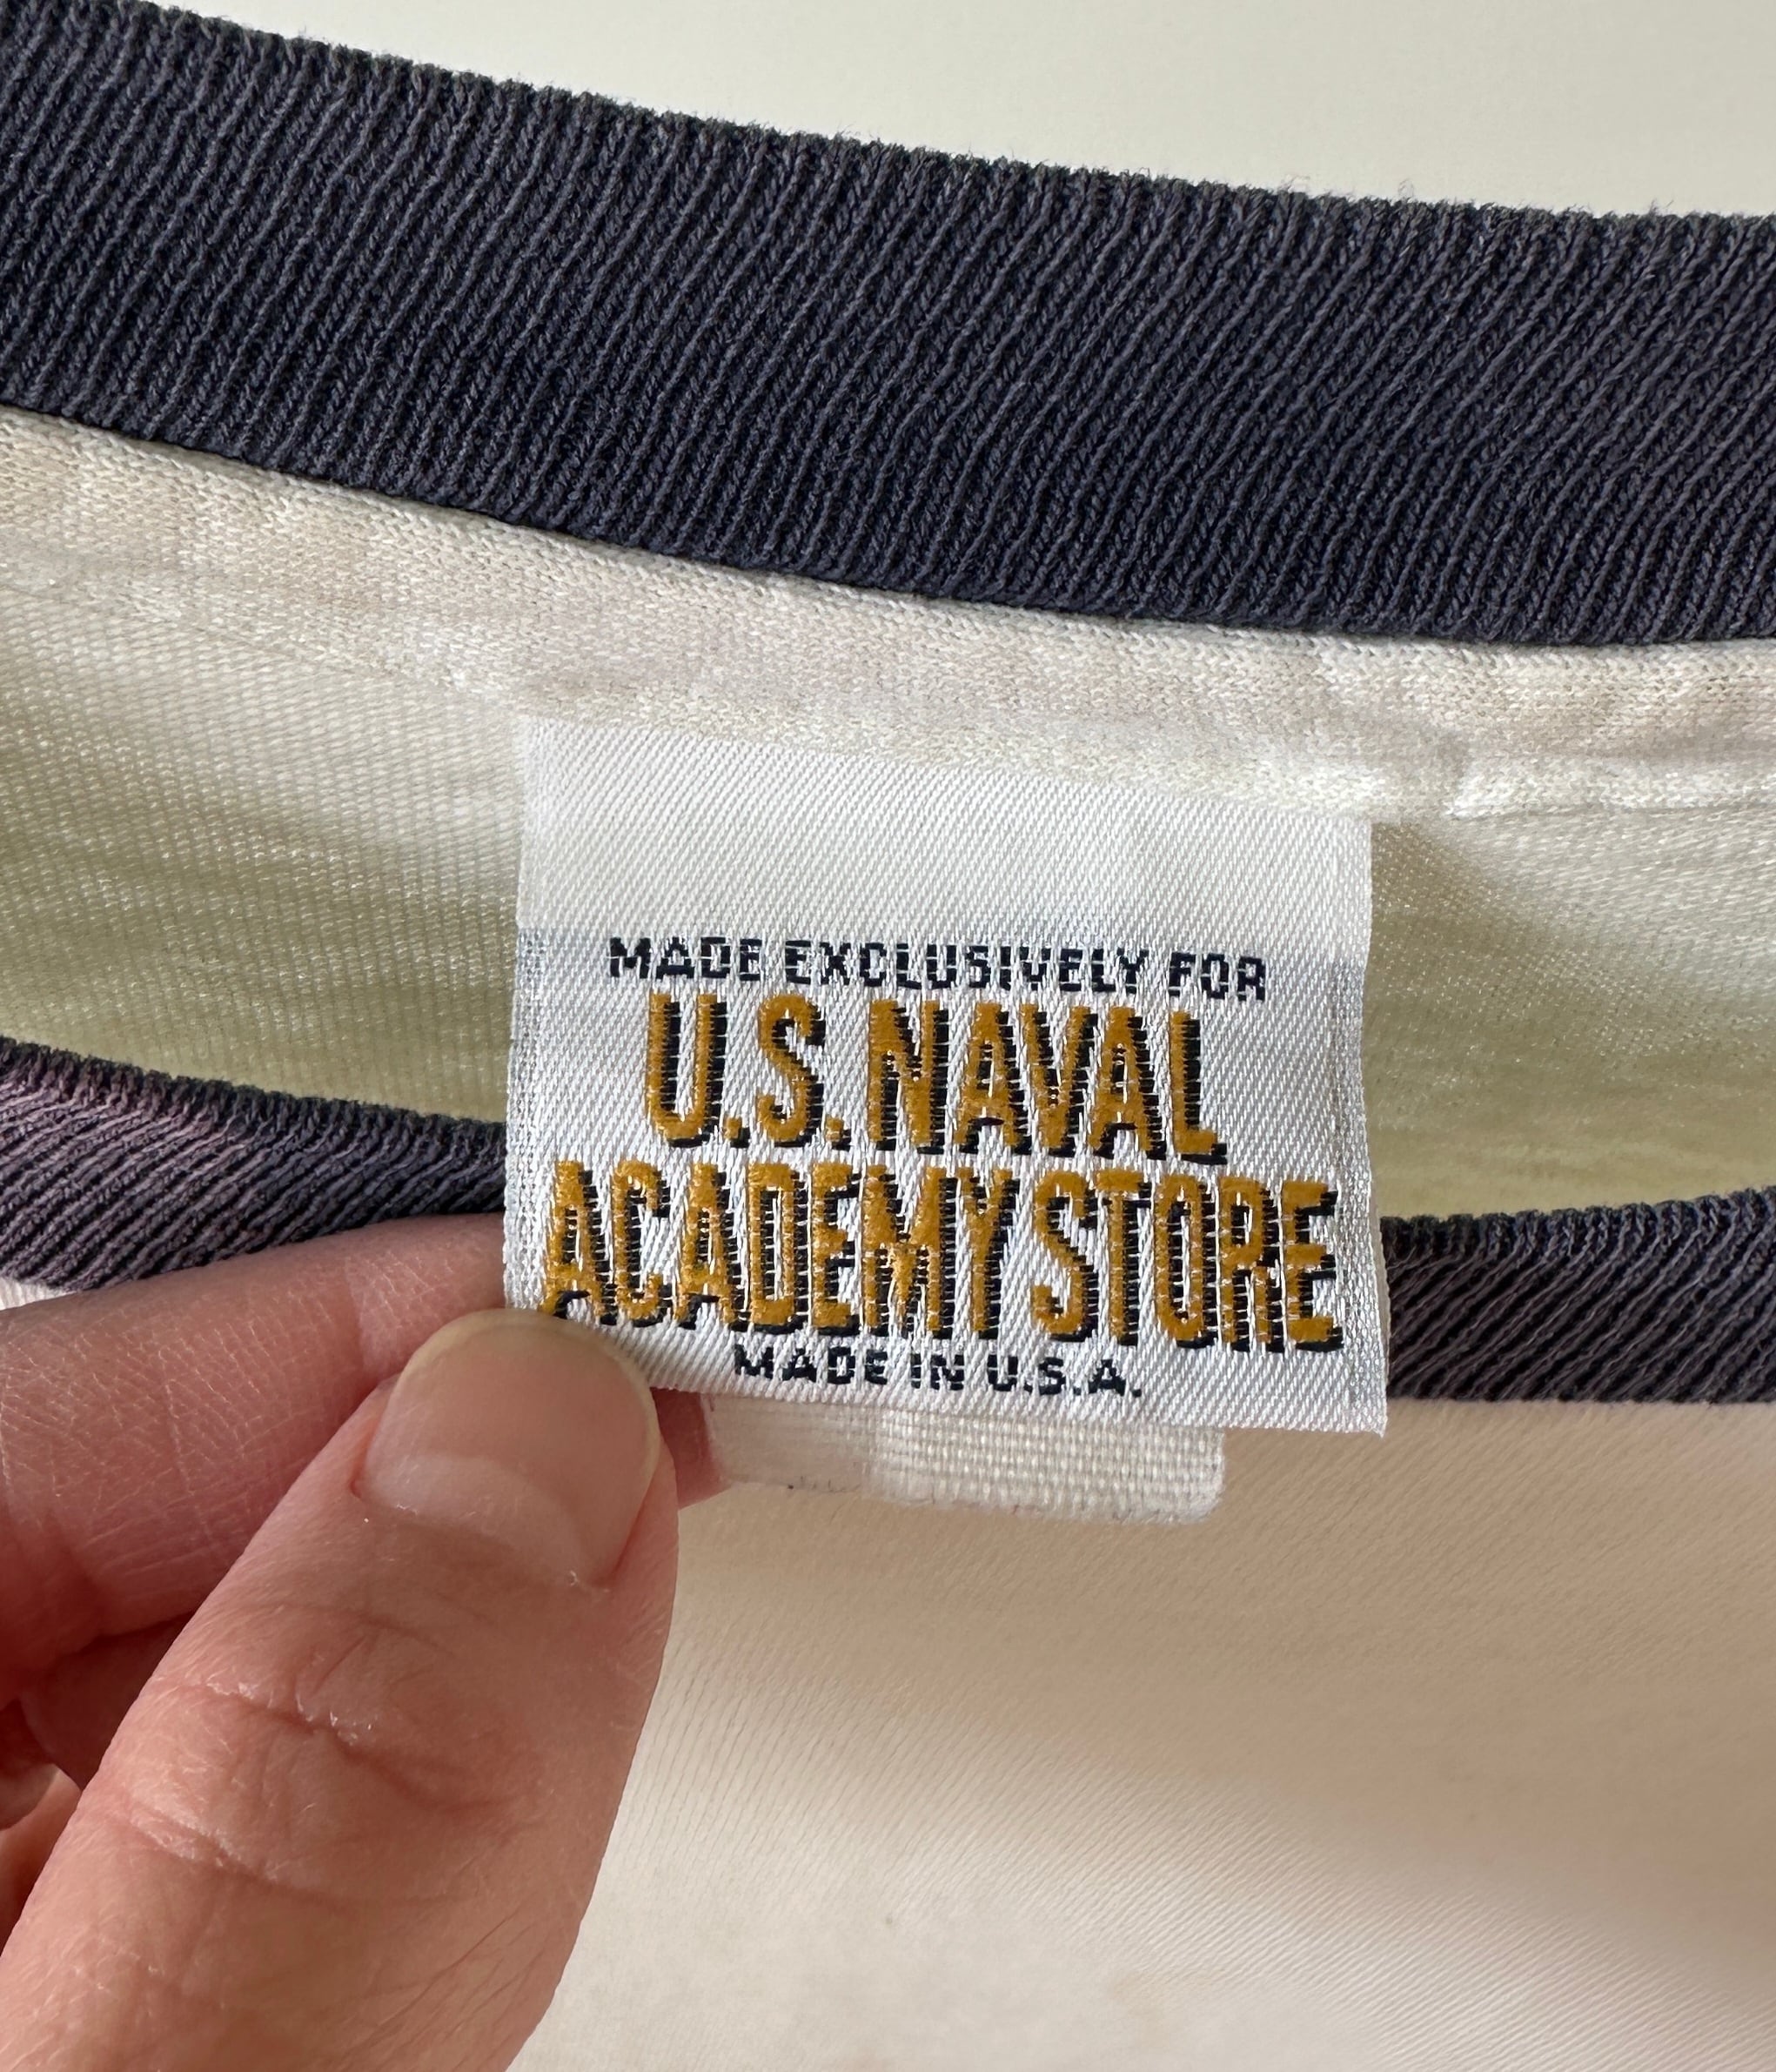 MADE EXCLUSIVELY FOR
U.S. NAVAL
ACADEMY STORE
MADE IN U.S.A.